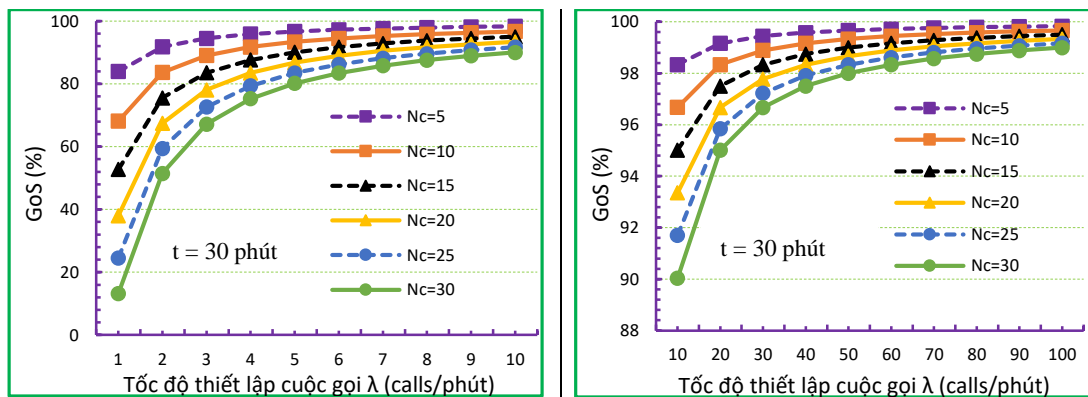 GoS (%)
100
80
60
40
20
0
Nc=5
Nc=10
Nc=15
Nc=20
Nc=25
Nc=30
t = 30 phút
1 2 3 4 5 6 7 8 9 10
Tốc độ thiết lập cuộc gọi λ (calls/phút)
GoS (%)
100
98
96
94
92
90
88
Nc=5
Nc=10
Nc=15
Nc=20
Nc=25
Nc=30
t = 30 phút
10 20 30 40 50 60 70 80 90 100
Tốc độ thiết lập cuộc gọi λ (calls/phút)